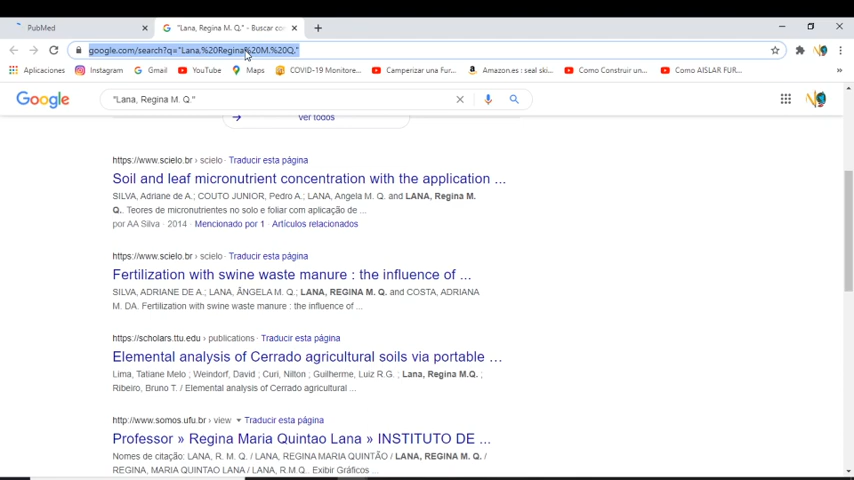 PubMed
"Lana, Regina M. Q." - Buscar con
google.com/search?q="Lana,%20Regina%20M.%20Q."
Aplicaciones Instagram Gmail YouTube Maps COVID-19 Monitore... Camperizar una Fur... Amazon.es : seal ski... Como Construir un... Como AISLAR FUR... »
Google "Lana, Regina M. Q."
Ver todos
https://www.scielo.br › scielo · Traducir esta página
Soil and leaf micronutrient concentration with the application ...
SILVA, Adriane de A.; COUTO JUNIOR, Pedro A.; LANA, Angela M. Q. and LANA, Regina M.
Q.. Teores de micronutrientes no solo e foliar com aplicação de ...
por AA Silva · 2014 · Mencionado por 1 · Artículos relacionados
https://www.scielo.br › scielo · Traducir esta página
Fertilization with swine waste manure : the influence of ...
SILVA, ADRIANE DE A.; LANA, ÂNGELA M. Q.; LANA, REGINA M. Q. and COSTA, ADRIANA
M. DA. Fertilization with swine waste manure : the influence of ...
https://scholars.ttu.edu › publications · Traducir esta página
Elemental analysis of Cerrado agricultural soils via portable ...
Lima, Tatiane Melo ; Weindorf, David ; Curi, Nilton ; Guilherme, Luiz R.G. ; Lana, Regina M.Q. ;
Ribeiro, Bruno T. / Elemental analysis of Cerrado agricultural ...
http://www.somos.ufu.br › view Traducir esta página
Professor » Regina Maria Quintao Lana » INSTITUTO DE ...
Nomes de citação: LANA, R. M. Q. / LANA, REGINA MARIA QUINTÃO / LANA, REGINA M. Q. /
REGINA, MARIA QUINTAO LANA / LANA, R.M Q.. Exibir Gráficos ...